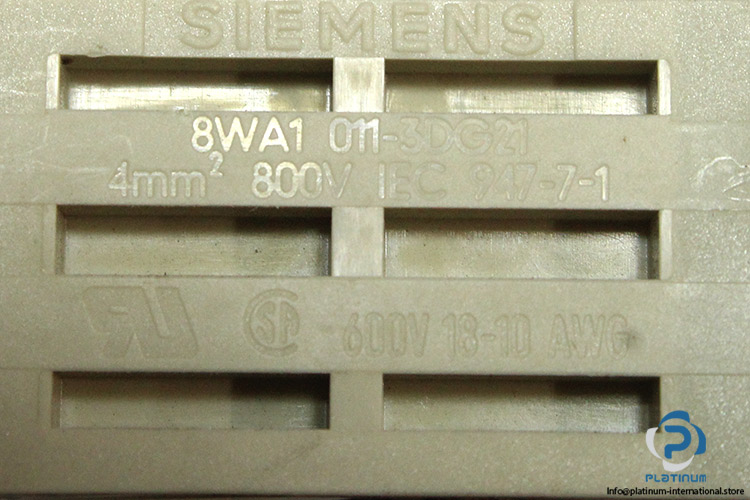 SIEMENS
8WA1 011-3DG21
4mm² 800V IEC 947-7-1
600V 18-10 AWG
PLATINUM
Info@platinum-international.store